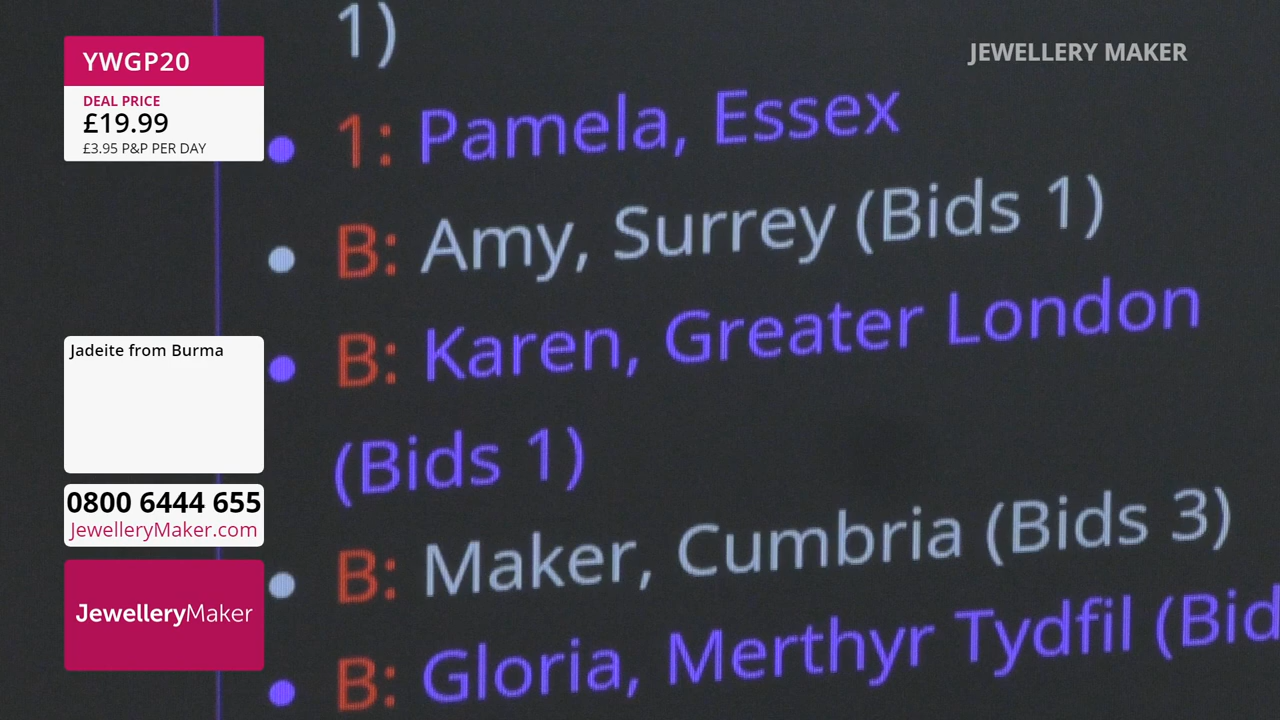 YWGP20
DEAL PRICE
£19.99
£3.95 P&P PER DAY
Jadeite from Burma
0800 6444 655
JewelleryMaker.com
JewelleryMaker
JEWELLERY MAKER
1)
1: Pamela, Essex
B: Amy, Surrey (Bids 1)
B: Karen, Greater London
(Bids 1)
B: Maker, Cumbria (Bids 3)
B: Gloria, Merthyr Tydfil (Bid